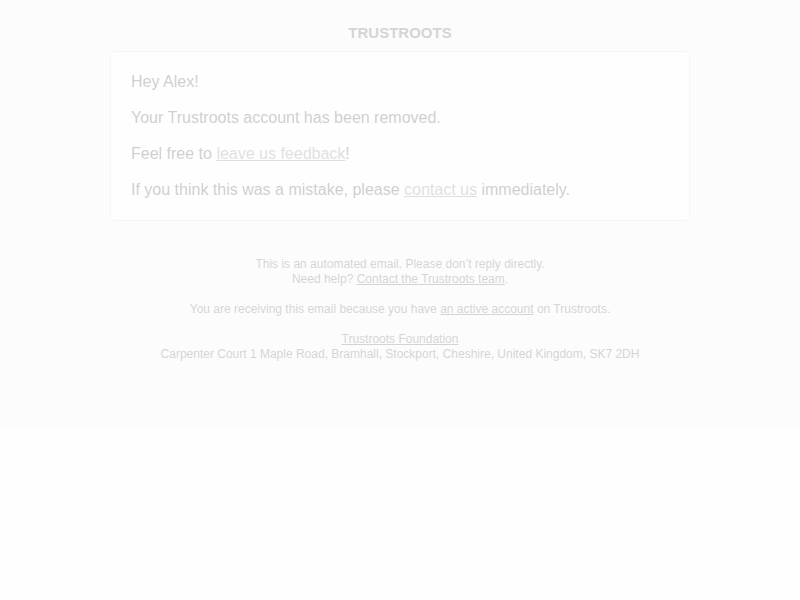 TRUSTROOTS
Hey Alex!
Your Trustroots account has been removed.
Feel free to leave us feedback!
If you think this was a mistake, please contact us immediately.
This is an automated email. Please don’t reply directly.
Need help? Contact the Trustroots team.
You are receiving this email because you have an active account on Trustroots.
Trustroots Foundation
Carpenter Court 1 Maple Road, Bramhall, Stockport, Cheshire, United Kingdom, SK7 2DH